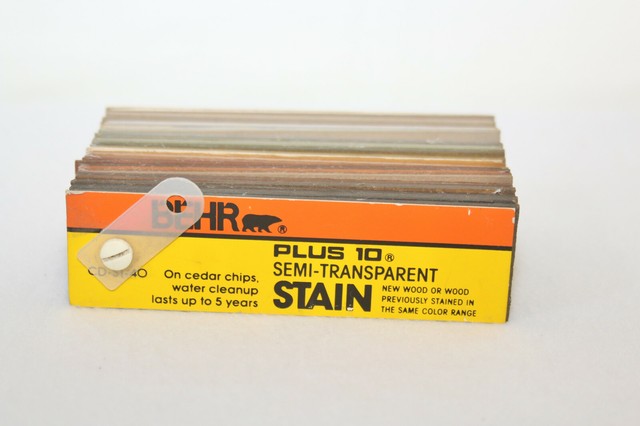 BEHR ®
PLUS 10 ®
SEMI-TRANSPARENT
STAIN
NEW WOOD OR WOOD
PREVIOUSLY STAINED IN
THE SAME COLOR RANGE
On cedar chips,
water cleanup
lasts up to 5 years